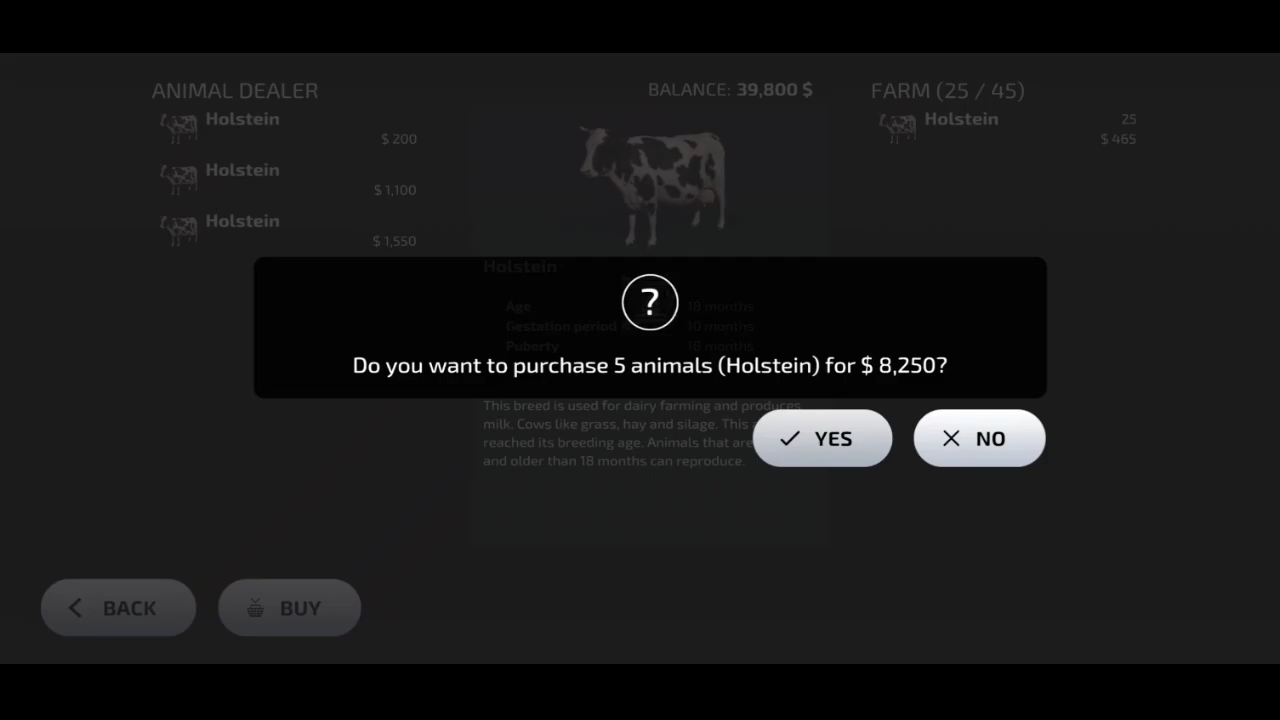 ANIMAL DEALER
BALANCE: 39,800 $
FARM (25 / 45)
Holstein
$ 200
Holstein
$ 1,100
Holstein
$ 1,550
Holstein
25
$ 465
Holstein
Age
18 months
Gestation period
10 months
Puberty
18 months
?
Do you want to purchase 5 animals (Holstein) for $ 8,250?
This breed is used for dairy farming and produces
milk. Cows like grass, hay and silage. This
reached its breeding age. Animals that are
and older than 18 months can reproduce.
YES
NO
BACK
BUY